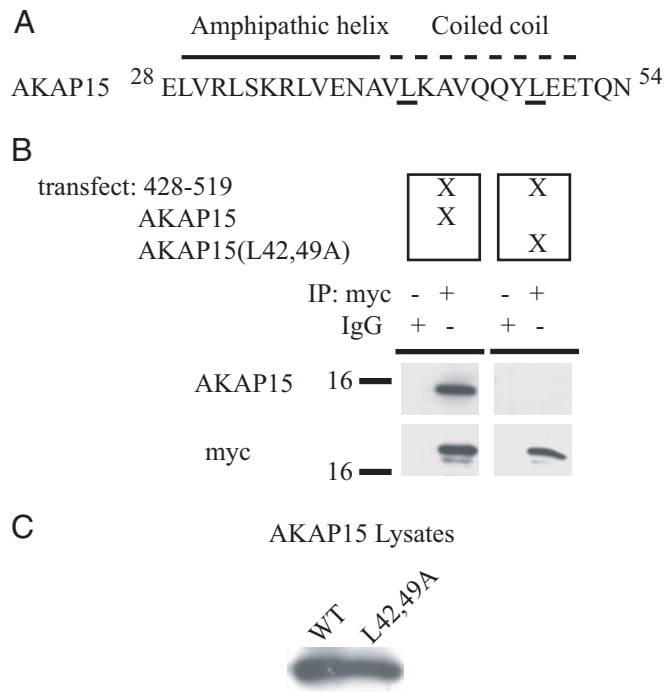 A
Amphipathic helix Coiled coil
AKAP15 28 ELVRLSKRLVENAVLKAVQQYLEETQN 54
B
transfect: 428-519 X X
AKAP15 X
AKAP15(L42,49A) X
IP: myc - + - +
IgG + - + -
AKAP15 16
myc
16
C
AKAP15 Lysates
WT L42,49A